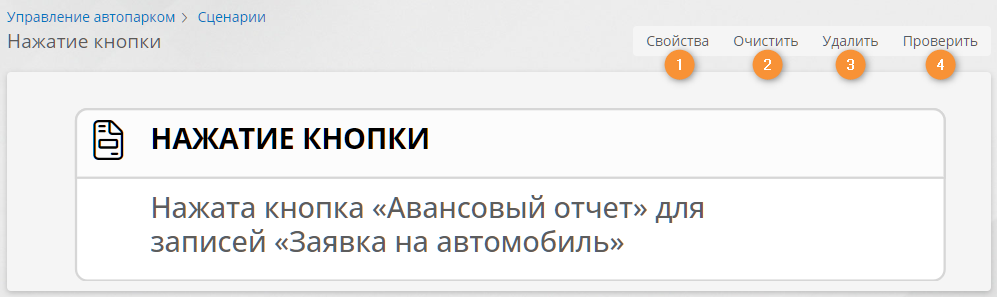 Управление автопарком > Сценарии
Нажатие кнопки
Свойства Очистить Удалить Проверить
1 2 3 4
НАЖАТИЕ КНОПКИ
Нажата кнопка «Авансовый отчет» для
записей «Заявка на автомобиль»